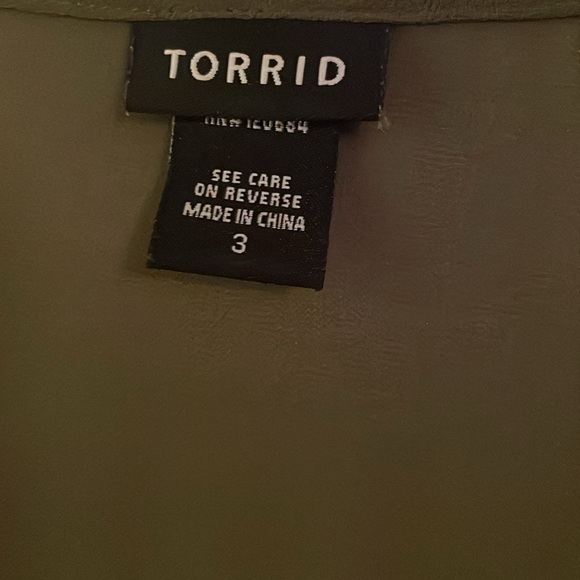 TORRID
SEE CARE
ON REVERSE
MADE IN CHINA
3